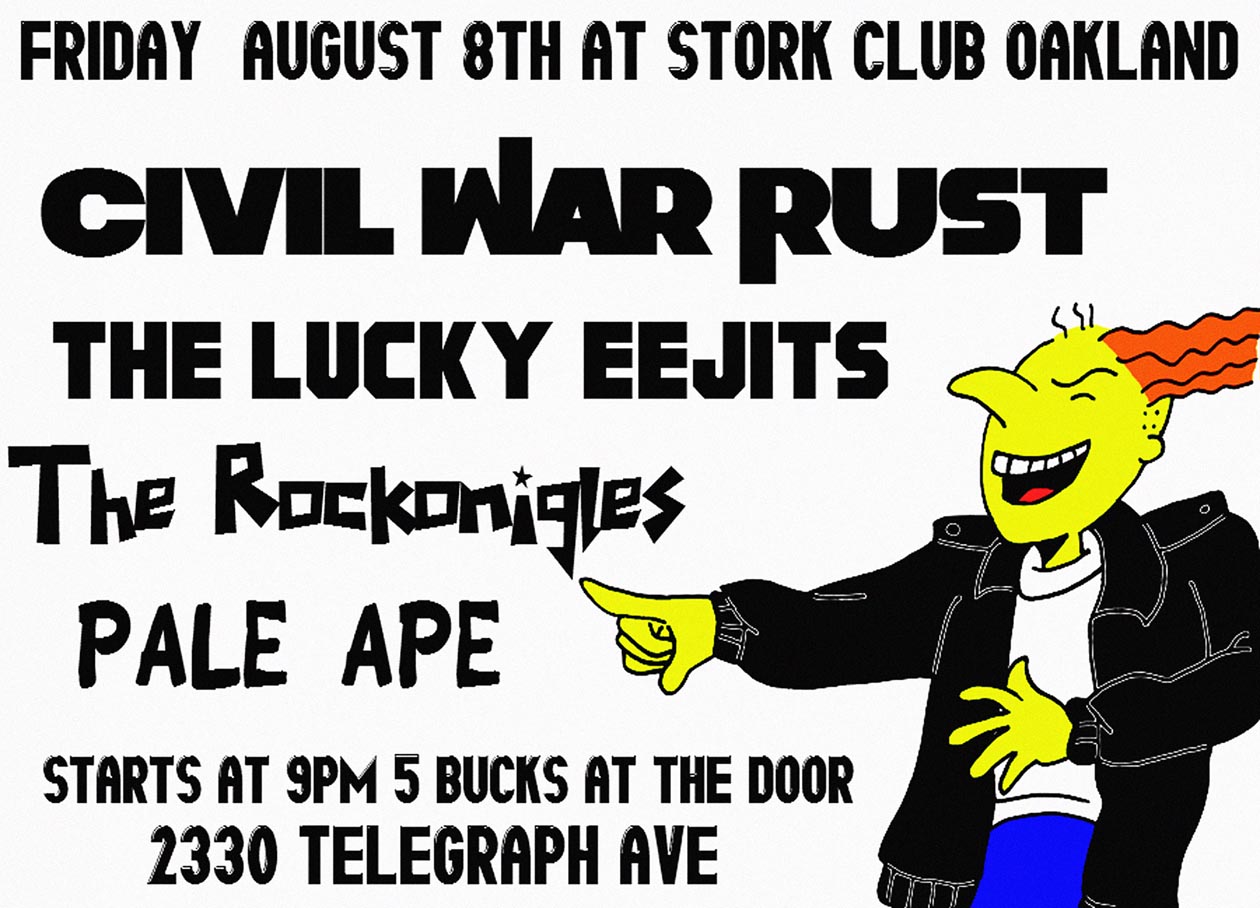 FRIDAY AUGUST 8TH AT STORK CLUB OAKLAND
CIVIL WAR RUST
THE LUCKY EEJITS
The Rockonigles
PALE APE
STARTS AT 9PM 5 BUCKS AT THE DOOR
2330 TELEGRAPH AVE